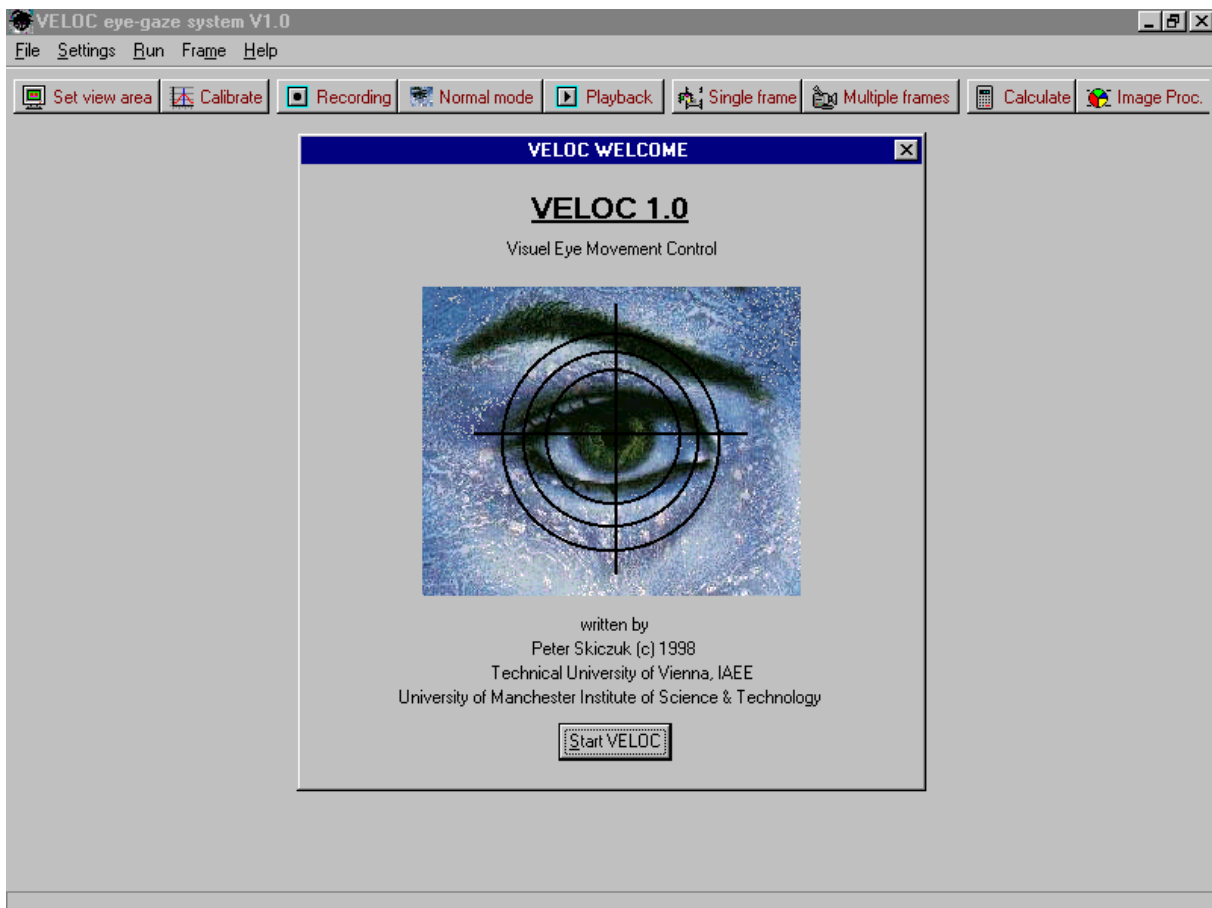 VELOC eye-gaze system V1.0
File Settings Run Frame Help
Set view area Calibrate Recording Normal mode Playback Single frame Multiple frames Calculate Image Proc.
VELOC WELCOME
VELOC 1.0
Visuel Eye Movement Control
written by
Peter Skiczuk (c) 1998
Technical University of Vienna, IAEE
University of Manchester Institute of Science & Technology
Start VELOC